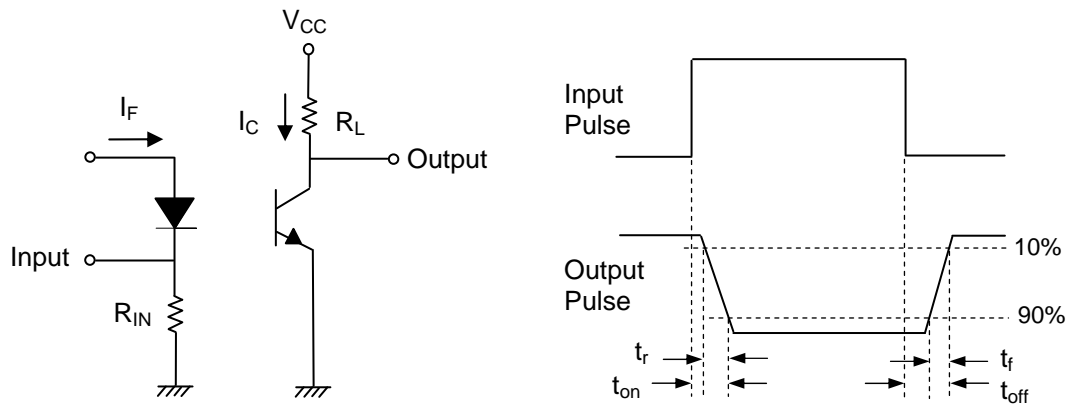 V_CC
I_F
I_C
R_L
Output
Input
R_IN
Input
Pulse
Output
Pulse
10%
90%
t_r
t_f
t_on
t_off